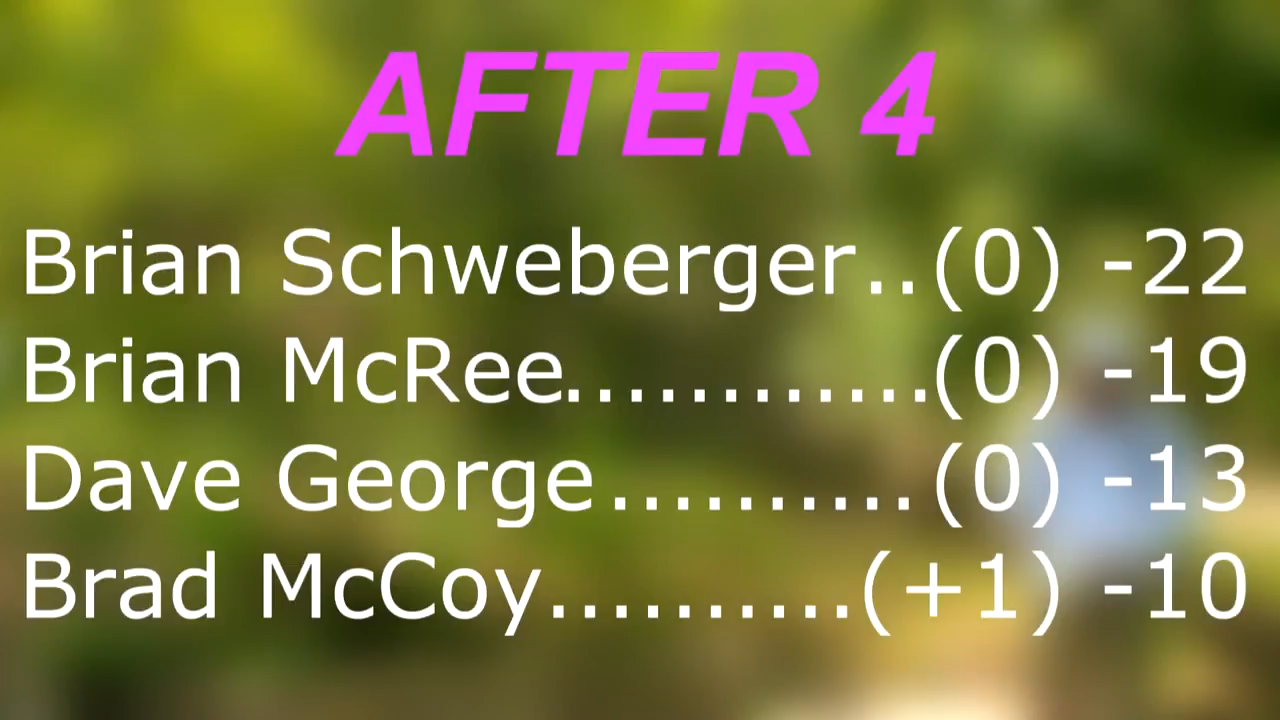 AFTER 4
Brian Schweberger..(0) -22
Brian McRee............(0) -19
Dave George..........(0) -13
Brad McCoy..........(+1) -10